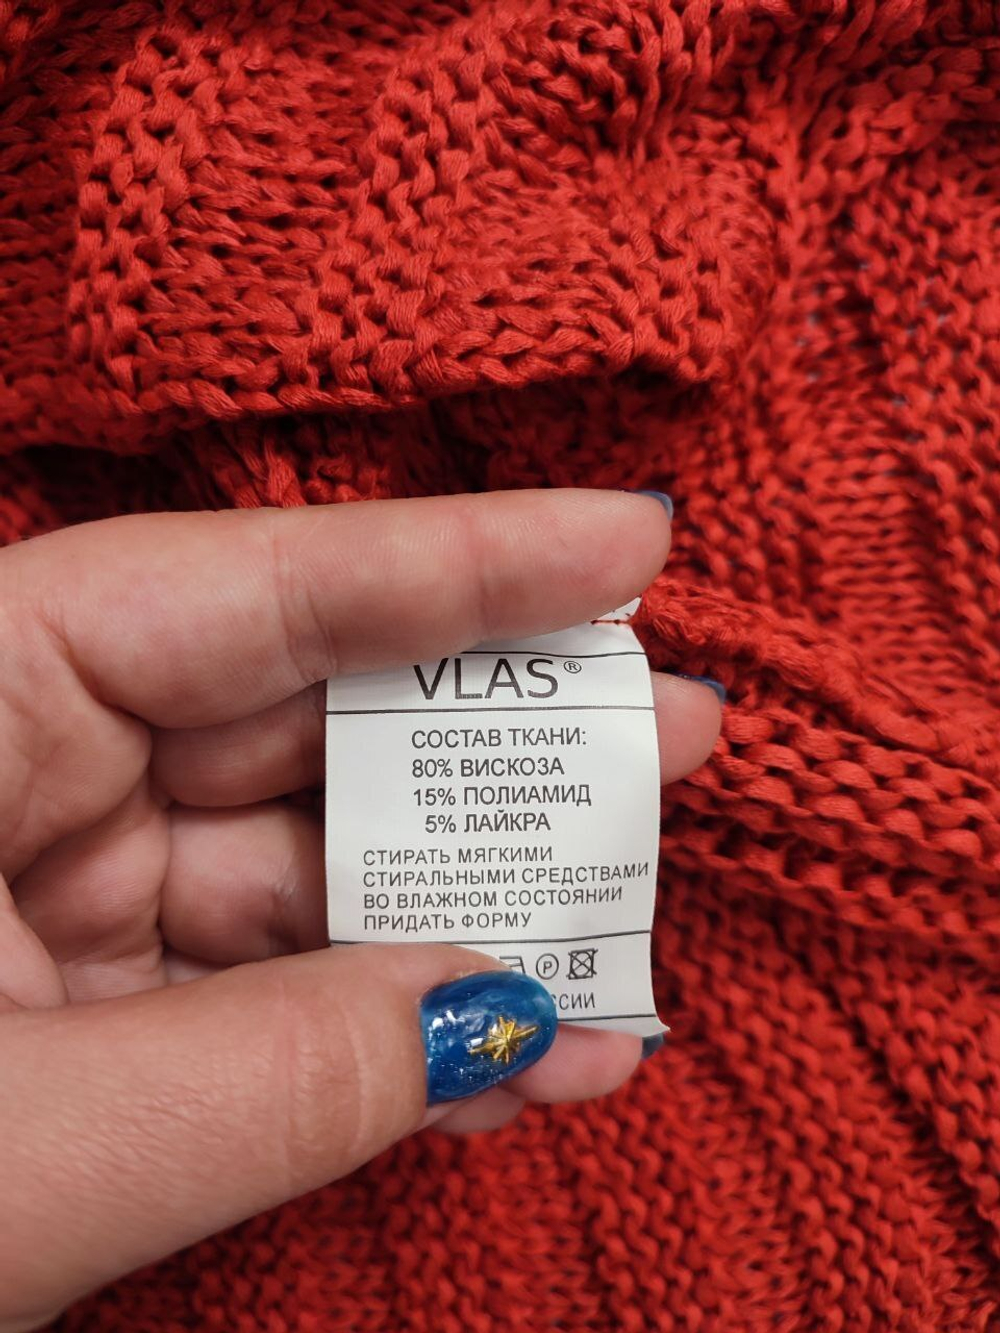 VLAS®
СОСТАВ ТКАНИ:
80% ВИСКОЗА
15% ПОЛИАМИД
5% ЛАЙКРА
СТИРАТЬ МЯГКИМИ
СТИРАЛЬНЫМИ СРЕДСТВАМИ
ВО ВЛАЖНОМ СОСТОЯНИИ
ПРИДАТЬ ФОРМУ
P